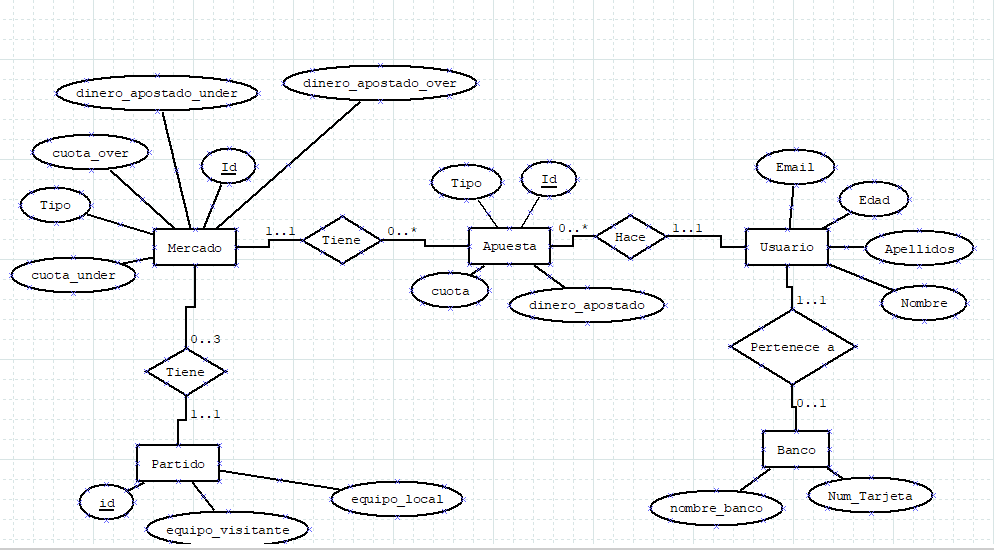 dinero_apostado_under
dinero_apostado_over
cuota_over
Id
Tipo
Mercado
cuota_under
1..1
Tiene
0..*
Tipo
Id
Apuesta
cuota
dinero_apostado
0..*
Hace
1..1
Email
Edad
Usuario
Apellidos
Nombre
1..1
Pertenece a
0..1
Banco
nombre_banco
Num_Tarjeta
0..3
Tiene
1..1
Partido
id
equipo_visitante
equipo_local